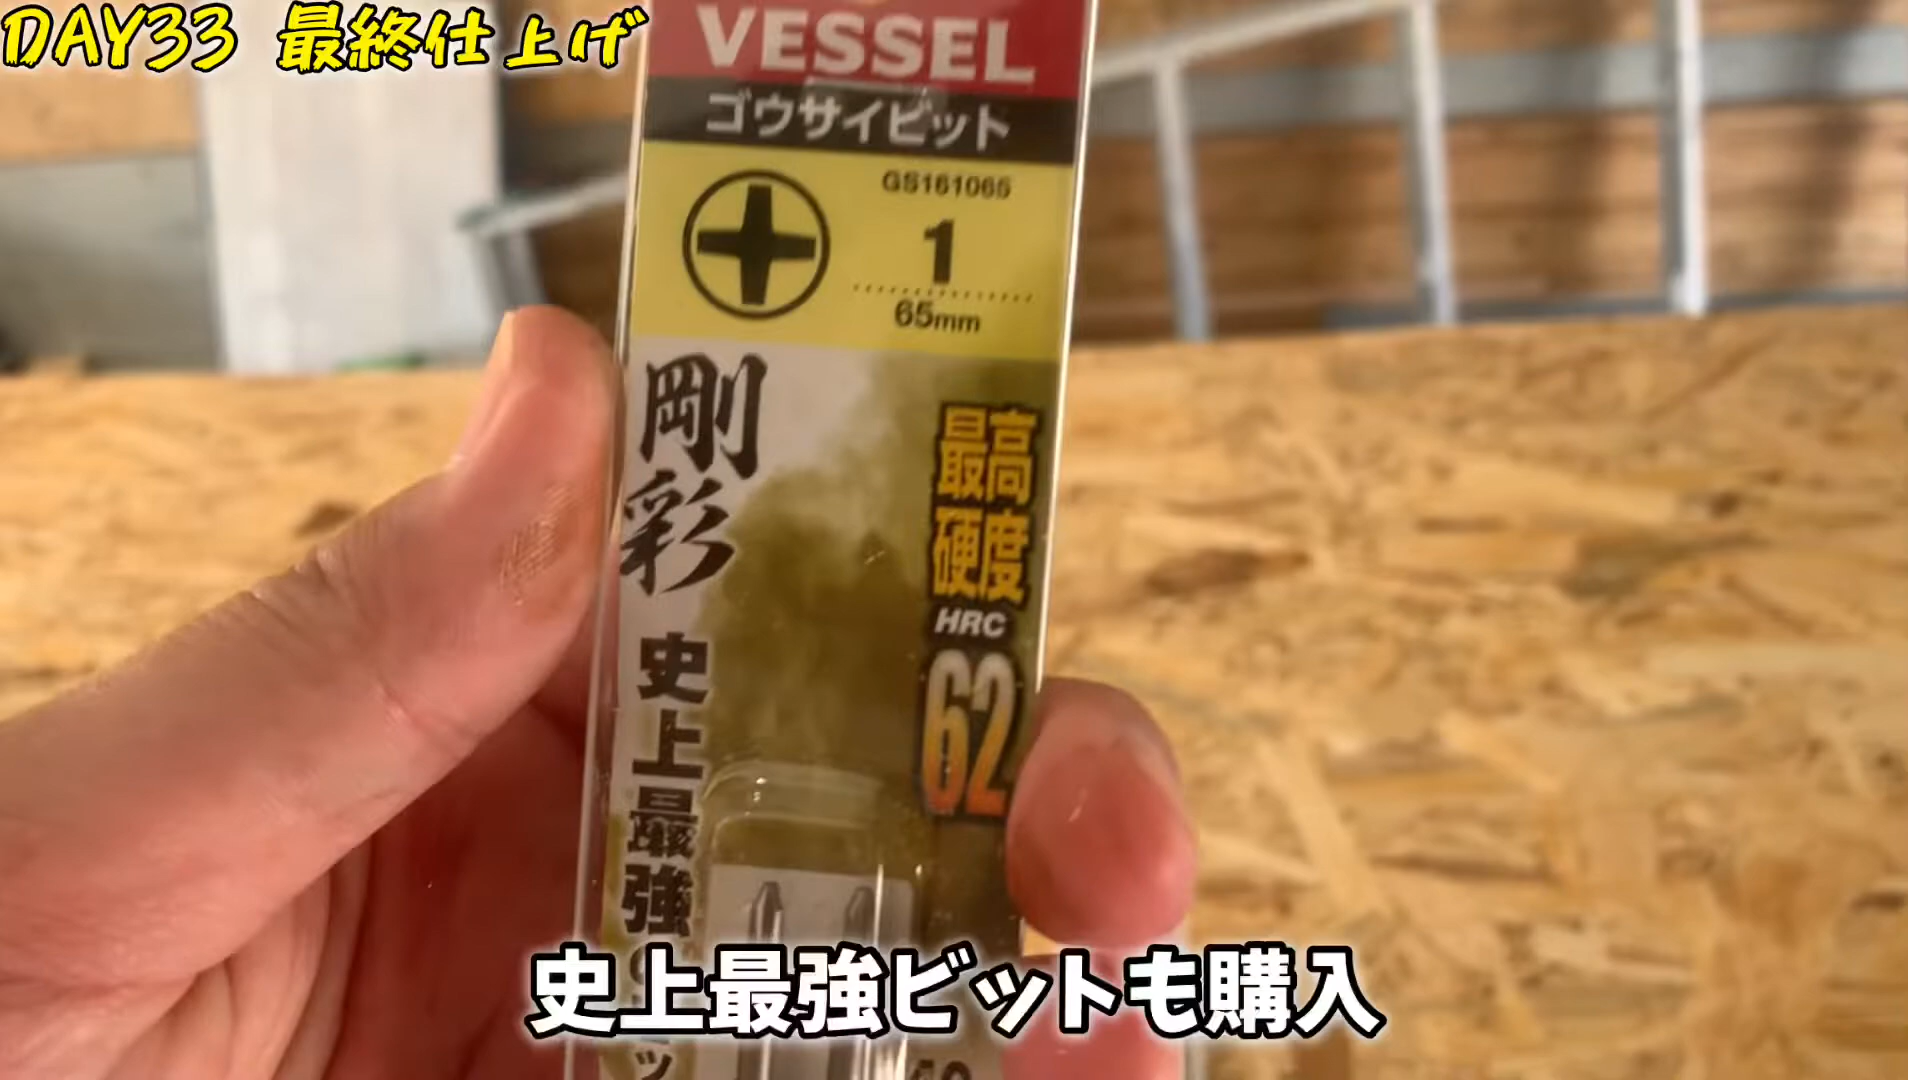 DAY33 最終仕上げ
VESSEL
ゴウサイビット
GS161065
1
65mm
剛彩
最高
硬度
HRC
62
史上最強
史上最強ビットも購入